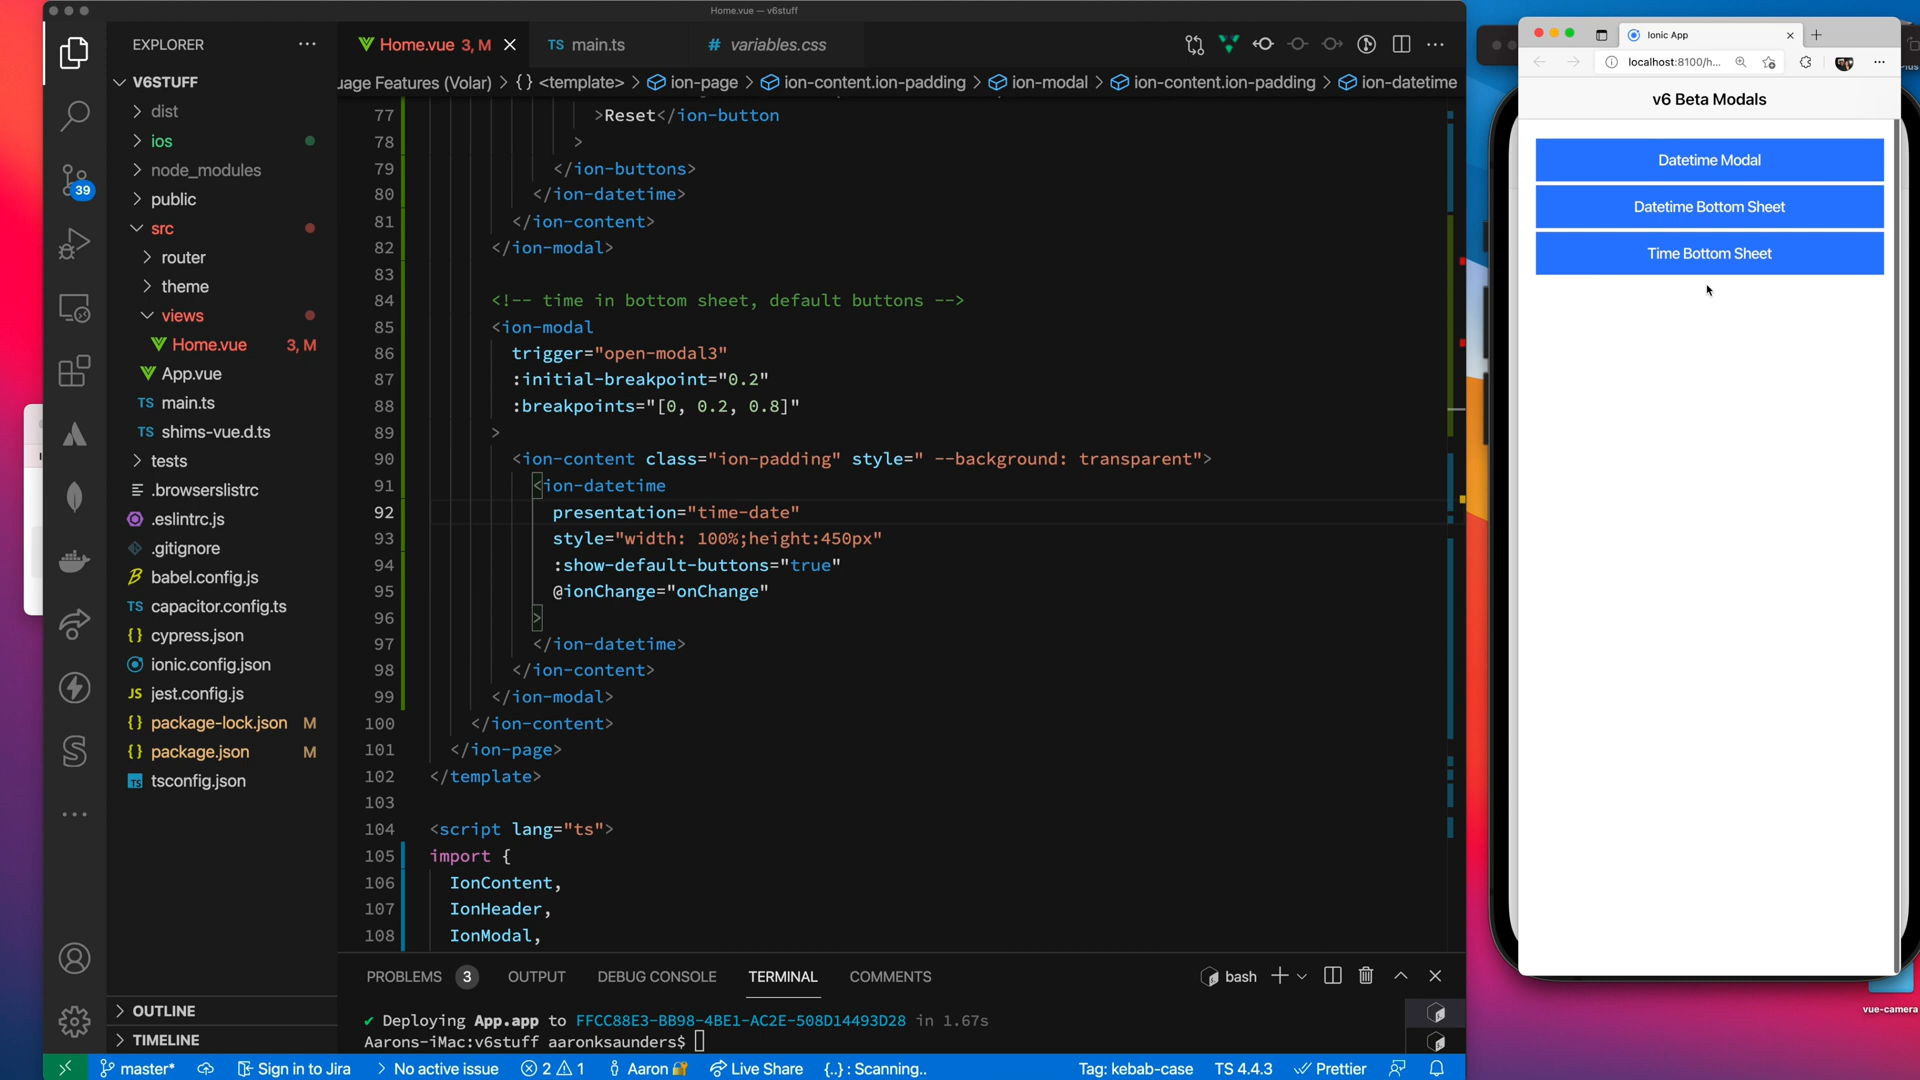 Home.vue — v6stuff
EXPLORER
V6STUFF
dist
ios
node_modules
public
src
router
theme
views
Home.vue 3, M
App.vue
TS main.ts
TS shims-vue.d.ts
tests
.browserslistrc
.eslintrc.js
.gitignore
babel.config.js
TS capacitor.config.ts
{} cypress.json
ionic.config.json
JS jest.config.js
{} package-lock.json M
{} package.json M
TS tsconfig.json
OUTLINE
TIMELINE
39
Home.vue 3, M
TS main.ts
# variables.css
uage Features (Volar) > {} <template> > ion-page > ion-content.ion-padding > ion-modal > ion-content.ion-padding > ion-datetime
77 >Reset</ion-button
78 >
79 </ion-buttons>
80 </ion-datetime>
81 </ion-content>
82 </ion-modal>
83
84 <!-- time in bottom sheet, default buttons -->
85 <ion-modal
86 trigger="open-modal3"
87 :initial-breakpoint="0.2"
88 :breakpoints="[0, 0.2, 0.8]"
89 >
90 <ion-content class="ion-padding" style=" --background: transparent">
91 <ion-datetime
92 presentation="time-date"
93 style="width: 100%;height:450px"
94 :show-default-buttons="true"
95 @ionChange="onChange"
96 >
97 </ion-datetime>
98 </ion-content>
99 </ion-modal>
100 </ion-content>
101 </ion-page>
102 </template>
103
104 <script lang="ts">
105 import {
106 IonContent,
107 IonHeader,
108 IonModal,
PROBLEMS 3 OUTPUT DEBUG CONSOLE TERMINAL COMMENTS
bash
✔ Deploying App.app to FFCC88E3-BB98-4BE1-AC2E-508D14493D28 in 1.67s
Aarons-iMac:v6stuff aaronksaunders$
master* Sign in to Jira > No active issue 2 1 Aaron Live Share {..} : Scanning.. Tag: kebab-case TS 4.4.3 Prettier
Ionic App
localhost:8100/h...
v6 Beta Modals
Datetime Modal
Datetime Bottom Sheet
Time Bottom Sheet
vue-camera